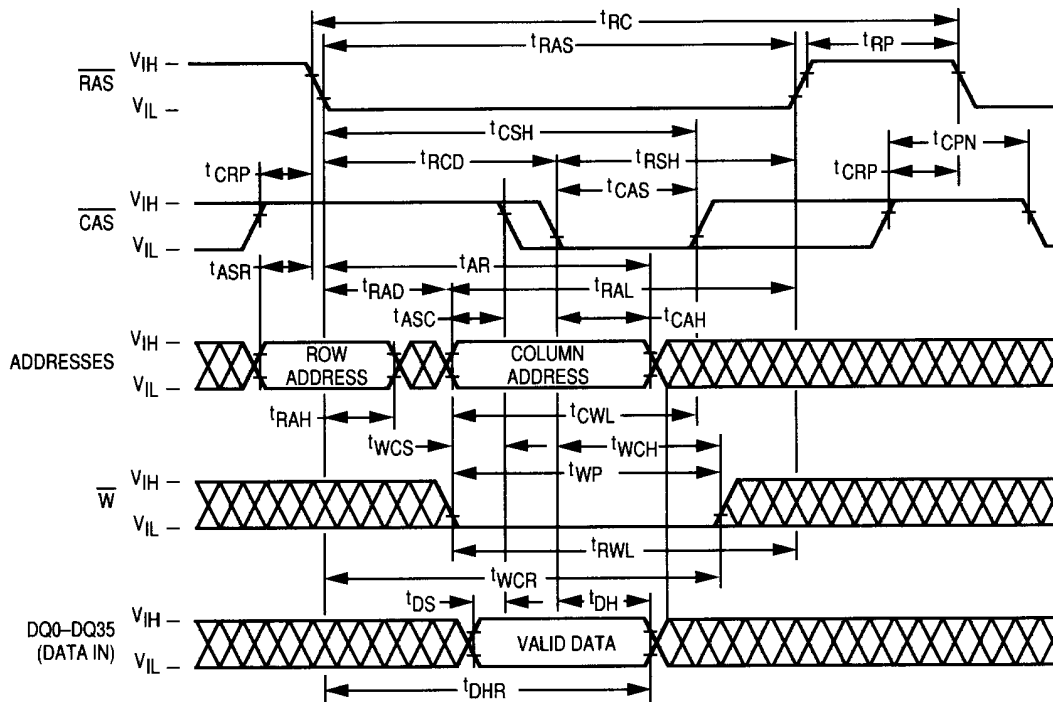 tRC
tRAS
tRP
RAS
VIH
VIL
tCSH
tCPN
tCRP
tRCD
tRSH
tCRP
tCAS
CAS
VIH
VIL
tASR
tAR
tRAD
tRAL
tASC
tCAH
ADDRESSES
VIH
VIL
ROW
ADDRESS
COLUMN
ADDRESS
tRAH
tCWL
tWCS
tWCH
tWP
W
VIH
VIL
tRWL
tWCR
tDS
tDH
DQ0–DQ35
(DATA IN)
VIH
VIL
VALID DATA
tDHR